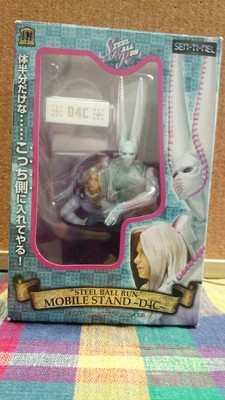 STEEL
BALL
RUN
SEN-TI-NEL
D4C
体半分だけな……
こっち側に入れてやる！
"STEEL BALL RUN"
MOBILE STAND ~D4C~